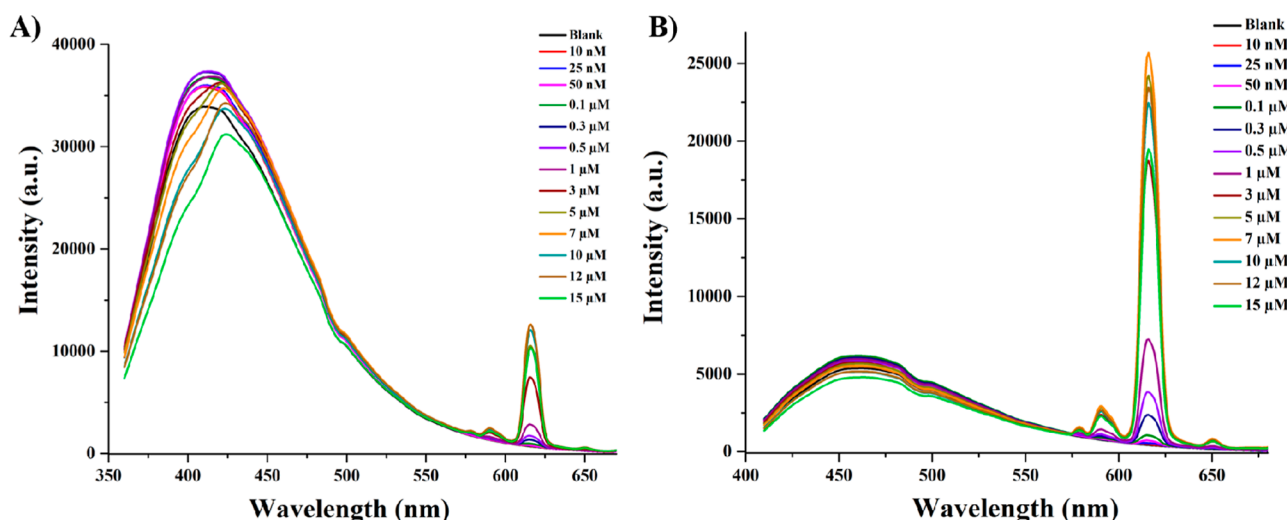 A)
Intensity (a.u.)
40000
30000
20000
10000
0
350
400
450
500
550
600
650
Wavelength (nm)
Blank
10 nM
25 nM
50 nM
0.1 µM
0.3 µM
0.5 µM
1 µM
3 µM
5 µM
7 µM
10 µM
12 µM
15 µM
B)
Intensity (a.u.)
25000
20000
15000
10000
5000
0
400
450
500
550
600
650
Wavelength (nm)
Blank
10 nM
25 nM
50 nM
0.1 µM
0.3 µM
0.5 µM
1 µM
3 µM
5 µM
7 µM
10 µM
12 µM
15 µM